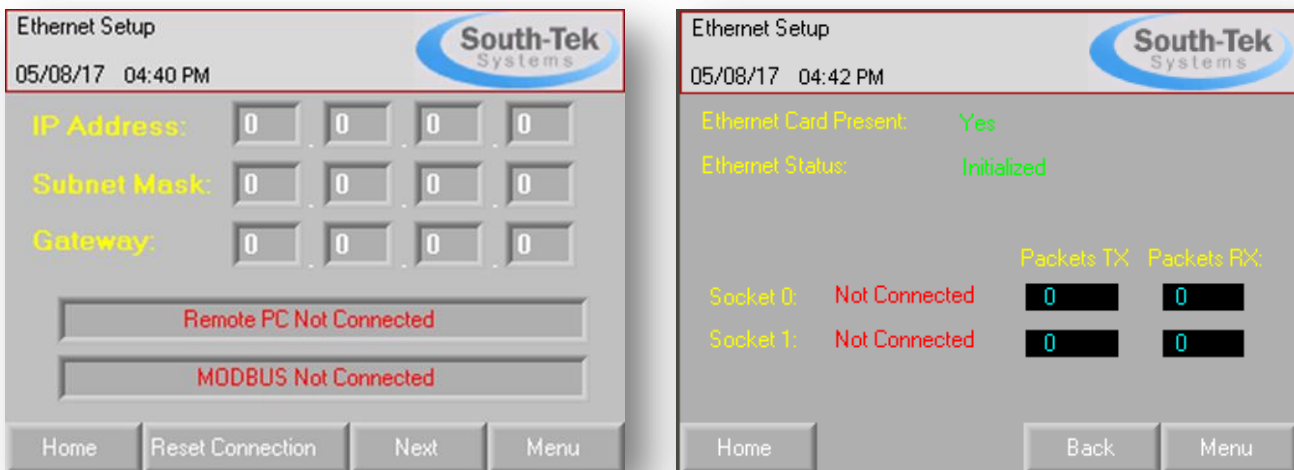 Ethernet Setup
South-Tek
Systems
05/08/17 04:40 PM
IP Address: 0 . 0 . 0 . 0
Subnet Mask: 0 . 0 . 0 . 0
Gateway: 0 . 0 . 0 . 0
Remote PC Not Connected
MODBUS Not Connected
Home Reset Connection Next Menu
Ethernet Setup
South-Tek
Systems
05/08/17 04:42 PM
Ethernet Card Present: Yes
Ethernet Status: Initialized
Packets TX Packets RX:
Socket 0: Not Connected 0 0
Socket 1: Not Connected 0 0
Home Back Menu